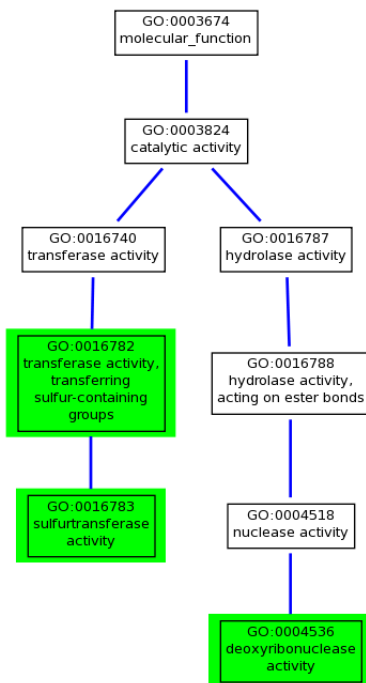 GO:0003674
molecular_function
GO:0003824
catalytic activity
GO:0016740
transferase activity
GO:0016787
hydrolase activity
GO:0016782
transferase activity,
transferring
sulfur-containing
groups
GO:0016788
hydrolase activity,
acting on ester bonds
GO:0016783
sulfurtransferase
activity
GO:0004518
nuclease activity
GO:0004536
deoxyribonuclease
activity